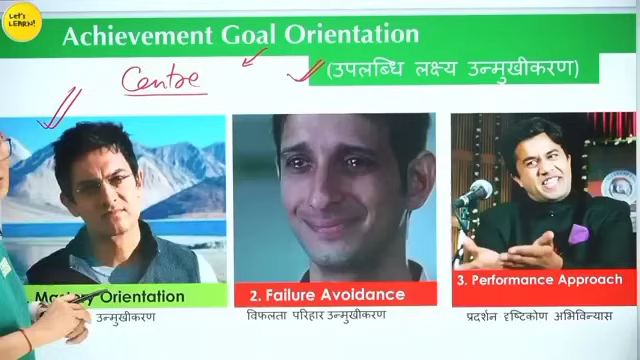 Let's
LEARN!
Achievement Goal Orientation
(उपलब्धि लक्ष्य उन्मुखीकरण)
Centre
Mastery Orientation
उन्मुखीकरण
2. Failure Avoidance
विफलता परिहार उन्मुखीकरण
3. Performance Approach
प्रदर्शन दृष्टिकोण अभिविन्यास